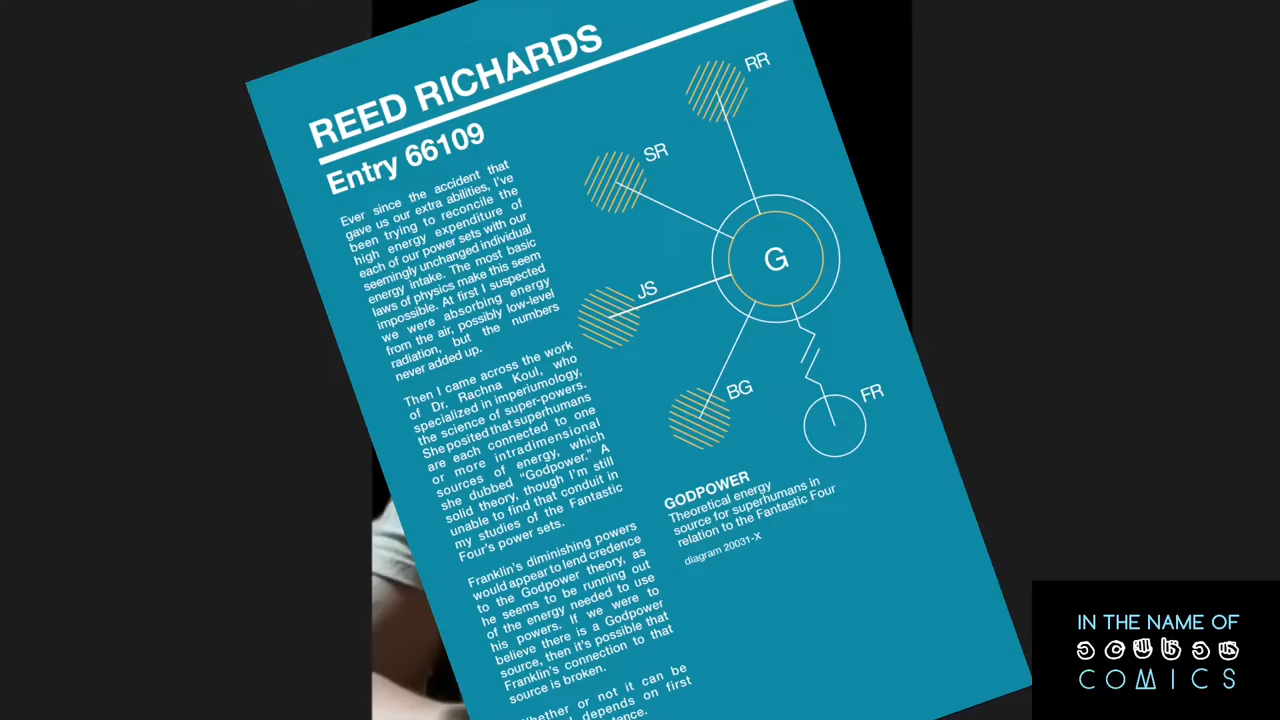 REED RICHARDS
Entry 66109
Ever since the accident that
gave us our extra abilities, I've
been trying to reconcile the
high energy expenditure of
each of our power sets with our
seemingly unchanged individual
energy intake. The most basic
laws of physics make this seem
impossible. At first I suspected
we were absorbing energy
from the air, possibly low-level
radiation, but the numbers
never added up.
Then I came across the work
of Dr. Rachna Koul, who
specialized in imperiumology,
the science of super-powers.
She posited that superhumans
are each connected to one
or more intradimensional
sources of energy, which
she dubbed "Godpower." A
solid theory, though I'm still
unable to find that conduit in
my studies of the Fantastic
Four's power sets.
Franklin's diminishing powers
would appear to lend credence
to the Godpower theory, as
he seems to be running out
of the energy needed to use
his powers. If we were to
believe there is a Godpower
source, then it's possible that
Franklin's connection to that
source is broken.
Whether or not it can be
depends on first
RR
SR
G
JS
BG
FR
GODPOWER
Theoretical energy
source for superhumans in
relation to the Fantastic Four
diagram 20031-X
IN THE NAME OF
COMICS